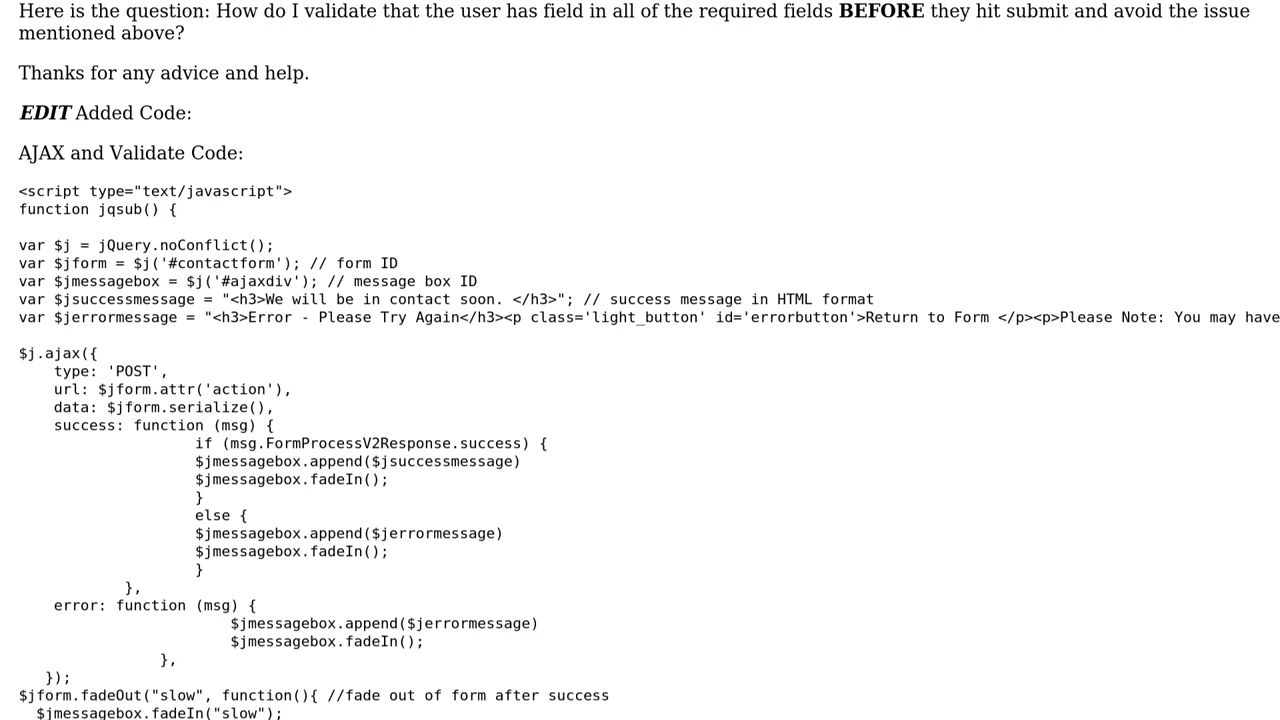 Here is the question: How do I validate that the user has field in all of the required fields BEFORE they hit submit and avoid the issue
mentioned above?
Thanks for any advice and help.
EDIT Added Code:
AJAX and Validate Code:
<script type="text/javascript">
function jqsub() {
var $j = jQuery.noConflict();
var $jform = $j('#contactform'); // form ID
var $jmessagebox = $j('#ajaxdiv'); // message box ID
var $jsuccessmessage = "<h3>We will be in contact soon. </h3>"; // success message in HTML format
var $jerrormessage = "<h3>Error - Please Try Again</h3><p class='light_button' id='errorbutton'>Return to Form </p><p>Please Note: You may have
$j.ajax({
    type: 'POST',
    url: $jform.attr('action'),
    data: $jform.serialize(),
    success: function (msg) {
                    if (msg.FormProcessV2Response.success) {
                    $jmessagebox.append($jsuccessmessage)
                    $jmessagebox.fadeIn();
                    }
                    else {
                    $jmessagebox.append($jerrormessage)
                    $jmessagebox.fadeIn();
                    }
            },
    error: function (msg) {
                        $jmessagebox.append($jerrormessage)
                        $jmessagebox.fadeIn();
                },
   });
$jform.fadeOut("slow", function(){ //fade out of form after success
  $jmessagebox.fadeIn("slow");